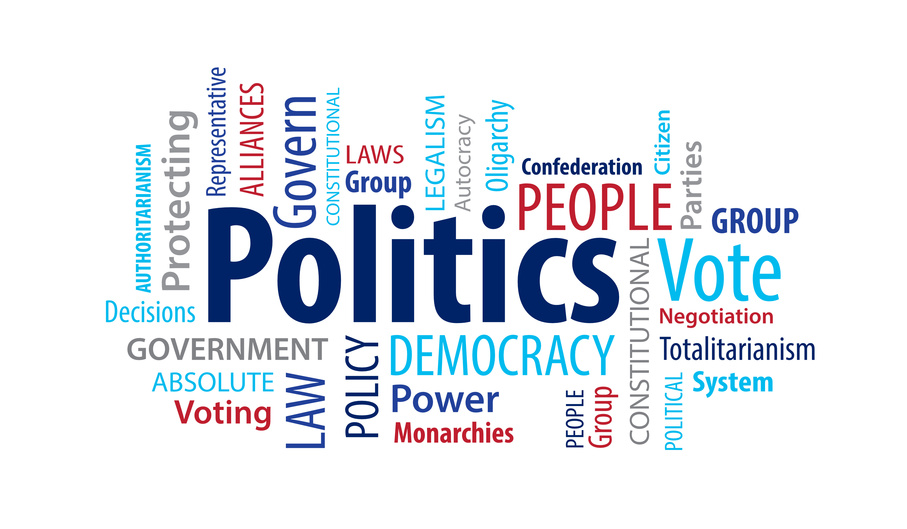 Representative
ALLIANCES
Govern
CONSTITUTIONAL
LEGALISM
Oligarchy
Autocracy
Citizen
Protecting
AUTHORITARIANISM
LAWS
Group
Confederation
PEOPLE
Parties
GROUP
Politics
Vote
CONSTITUTIONAL
Decisions
Negotiation
GOVERNMENT
POLICY
DEMOCRACY
Totalitarianism
ABSOLUTE
LAW
Power
POLITICAL
System
Voting
Monarchies
PEOPLE
Group